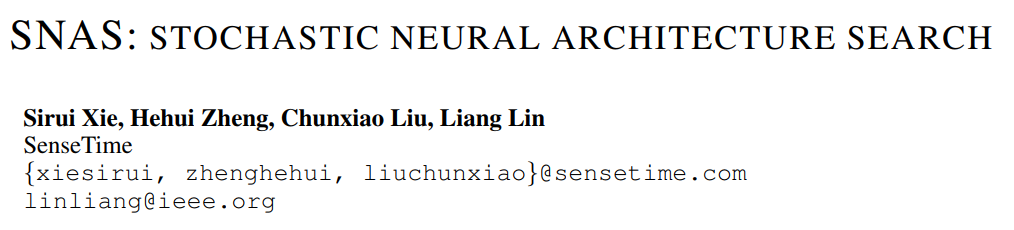 SNAS: STOCHASTIC NEURAL ARCHITECTURE SEARCH
Sirui Xie, Hehui Zheng, Chunxiao Liu, Liang Lin
SenseTime
{xiesirui, zhenghehui, liuchunxiao}@sensetime.com
linliang@ieee.org